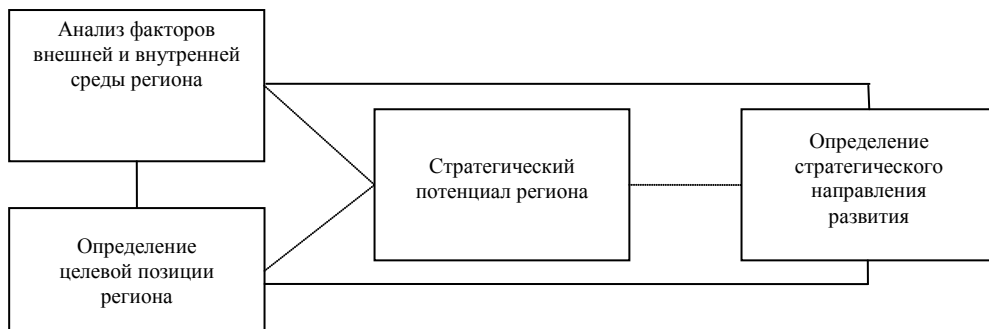 Анализ факторов
внешней и внутренней
среды региона
Стратегический
потенциал региона
Определение
стратегического
направления
развития
Определение
целевой позиции
региона